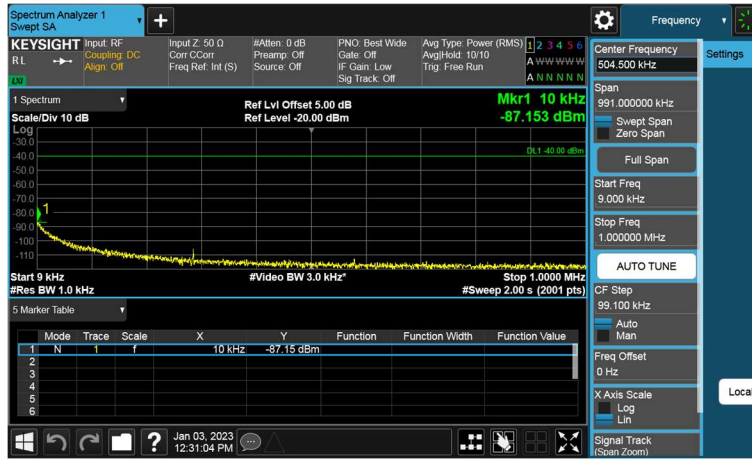 Spectrum Analyzer 1
Swept SA
+
Frequency
KEYSIGHT
RL
LXI
Input: RF
Coupling: DC
Align: Off
Input Z: 50 Ω
Corr CCorr
Freq Ref: Int (S)
#Atten: 0 dB
Preamp: Off
Source: Off
PNO: Best Wide
Gate: Off
IF Gain: Low
Sig Track: Off
Avg Type: Power (RMS)
Avg|Hold: 10/10
Trig: Free Run
1 2 3 4 5 6
A W W W W W
A N N N N N
1 Spectrum
Scale/Div 10 dB
Ref Lvl Offset 5.00 dB
Ref Level -20.00 dBm
Mkr1 10 kHz
-87.153 dBm
Log
-30.0
-40.0
-50.0
-60.0
-70.0
-80.0
-90.0
-100
-110
DL1 -40.00 dBm
1
Start 9 kHz
#Res BW 1.0 kHz
#Video BW 3.0 kHz*
Stop 1.0000 MHz
#Sweep 2.00 s (2001 pts)
5 Marker Table
Mode Trace Scale X Y Function Function Width Function Value
1 N 1 f 10 kHz -87.15 dBm
2
3
4
5
6
Jan 03, 2023
12:31:04 PM
?
Center Frequency
504.500 kHz
Settings
Span
991.000000 kHz
Swept Span
Zero Span
Full Span
Start Freq
9.000 kHz
Stop Freq
1.000000 MHz
AUTO TUNE
CF Step
99.100 kHz
Auto
Man
Freq Offset
0 Hz
X Axis Scale
Log
Lin
Local
Signal Track
(Span Zoom)